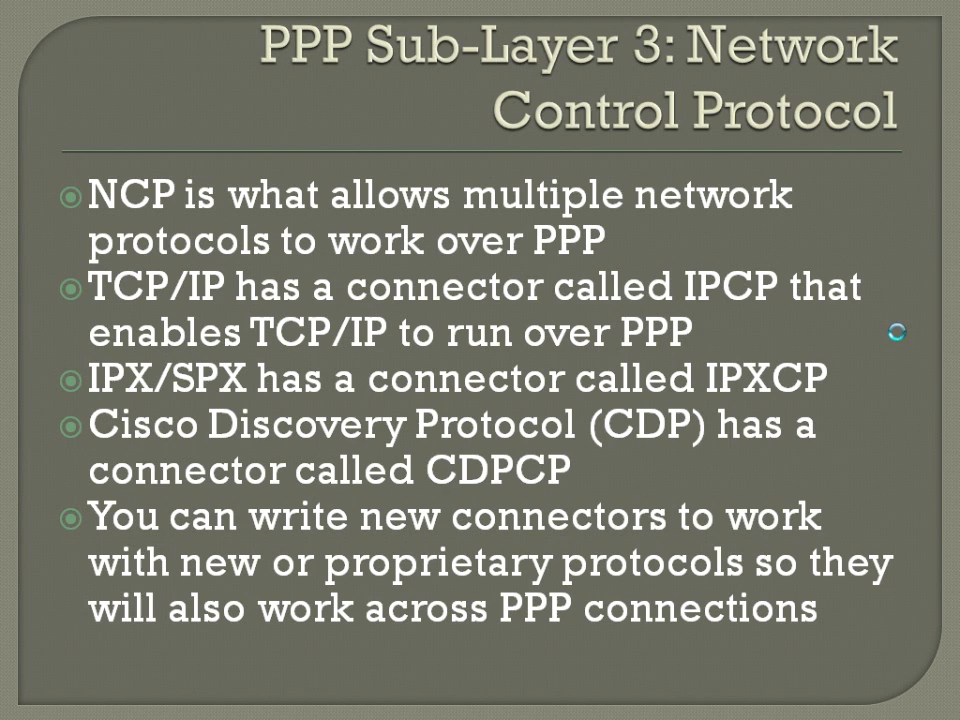 PPP Sub-Layer 3: Network
Control Protocol
NCP is what allows multiple network
protocols to work over PPP
TCP/IP has a connector called IPCP that
enables TCP/IP to run over PPP
IPX/SPX has a connector called IPXCP
Cisco Discovery Protocol (CDP) has a
connector called CDPCP
You can write new connectors to work
with new or proprietary protocols so they
will also work across PPP connections